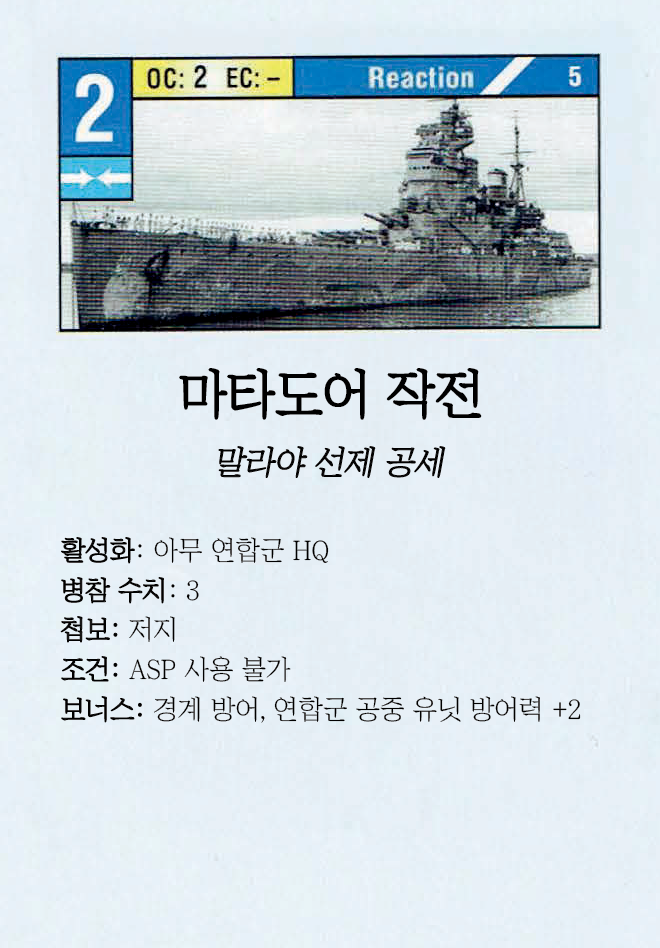 2
OC: 2 EC: –
Reaction
5
마타도어 작전
말라야 선제 공세
활성화: 아무 연합군 HQ
병참 수치: 3
첩보: 저지
조건: ASP 사용 불가
보너스: 경계 방어, 연합군 공중 유닛 방어력 +2